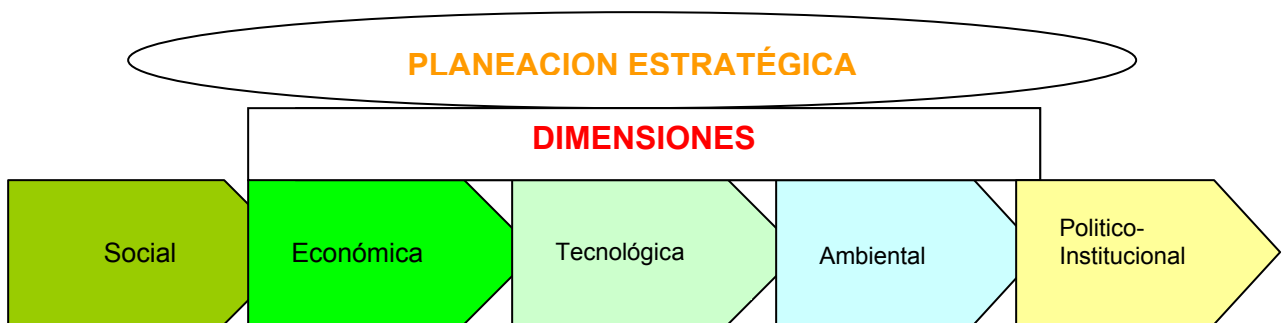 PLANEACION ESTRATÉGICA
DIMENSIONES
Social
Económica
Tecnológica
Ambiental
Politico-
Institucional